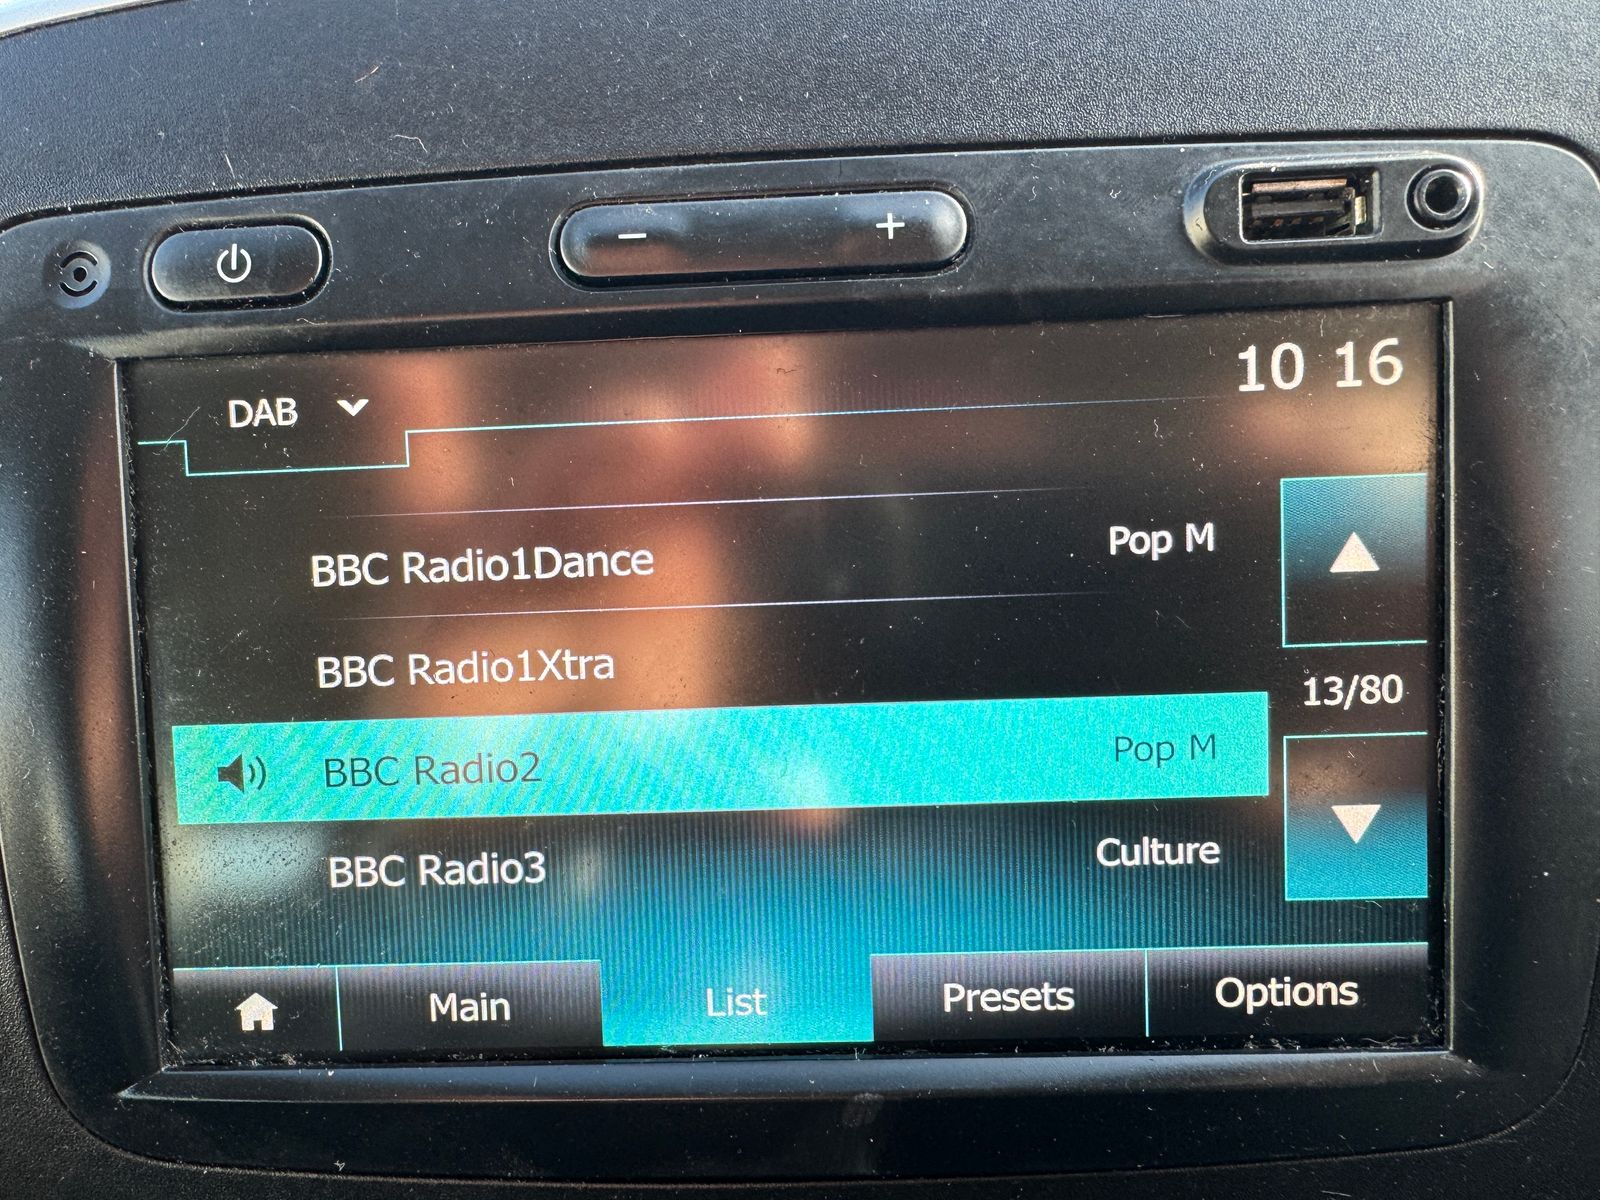 10 16
DAB
BBC Radio1Dance Pop M
BBC Radio1Xtra
13/80
BBC Radio2 Pop M
BBC Radio3 Culture
Main List Presets Options